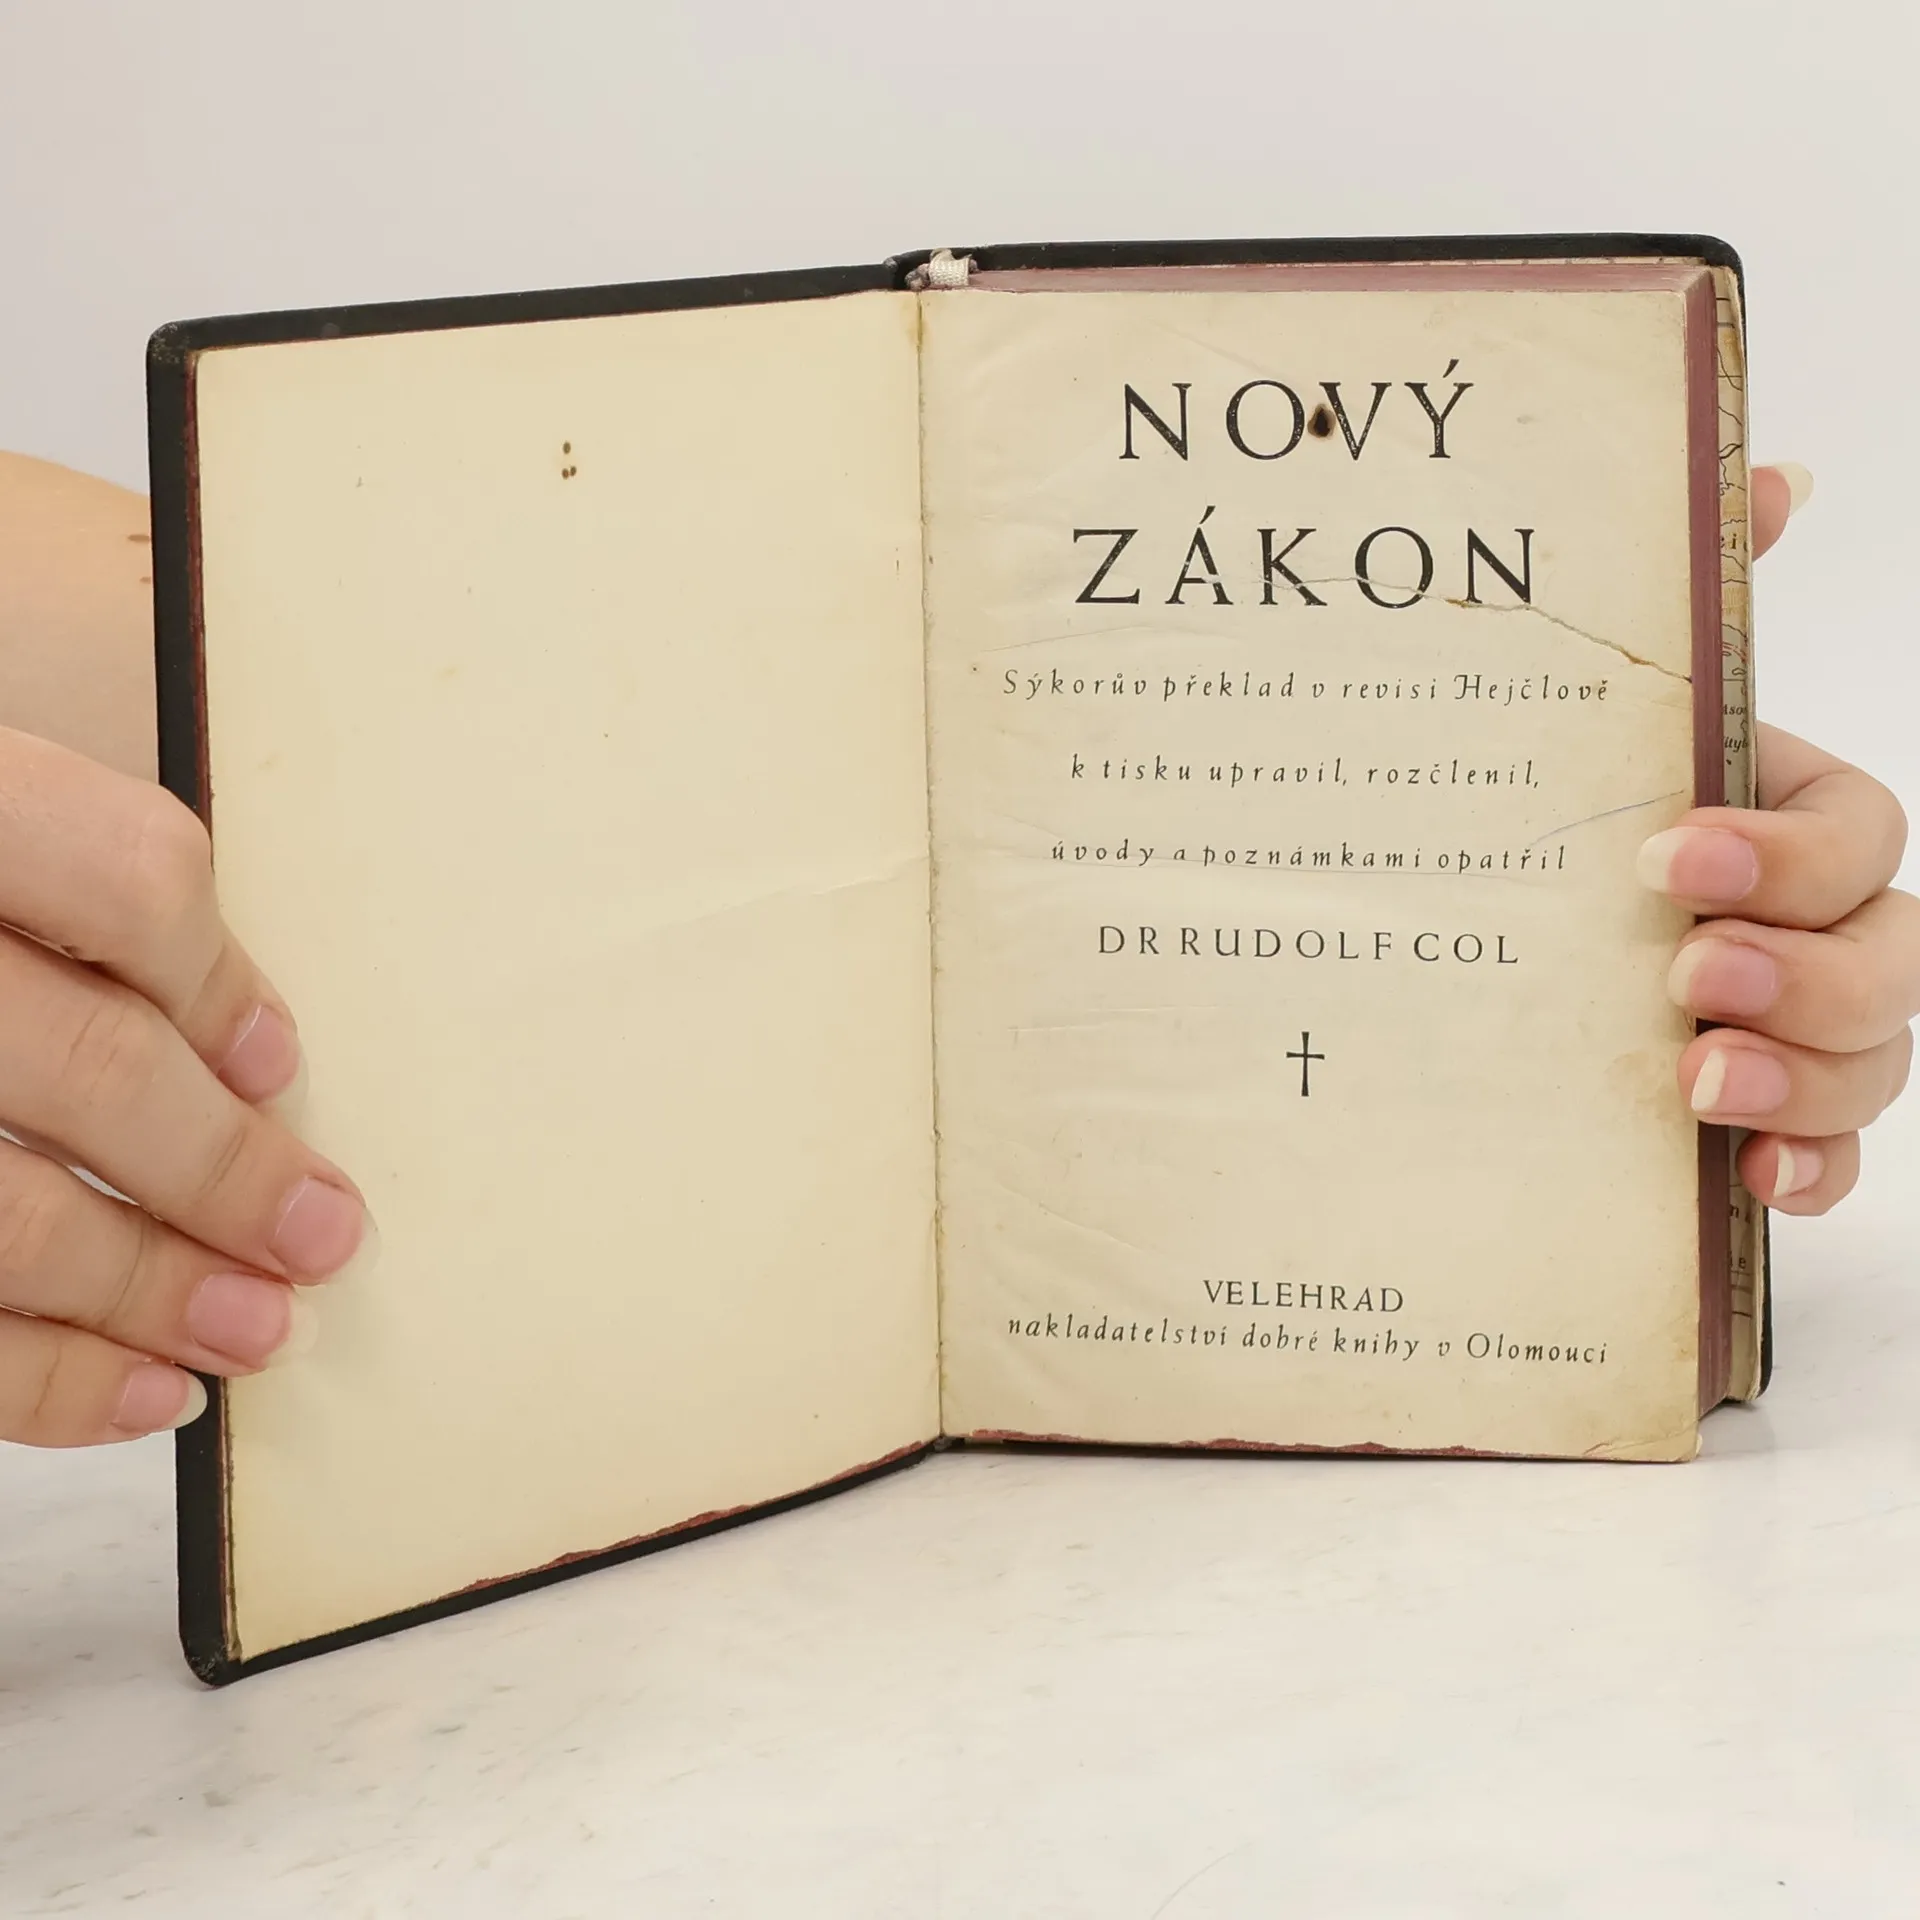 NOVÝ
ZÁKON
Sýkorův překlad v revisi Hejčlově
k tisku upravil, rozčlenil,
úvody a poznámkami opatřil
DR RUDOLF COL
VELEHRAD
nakladatelství dobré knihy v Olomouci